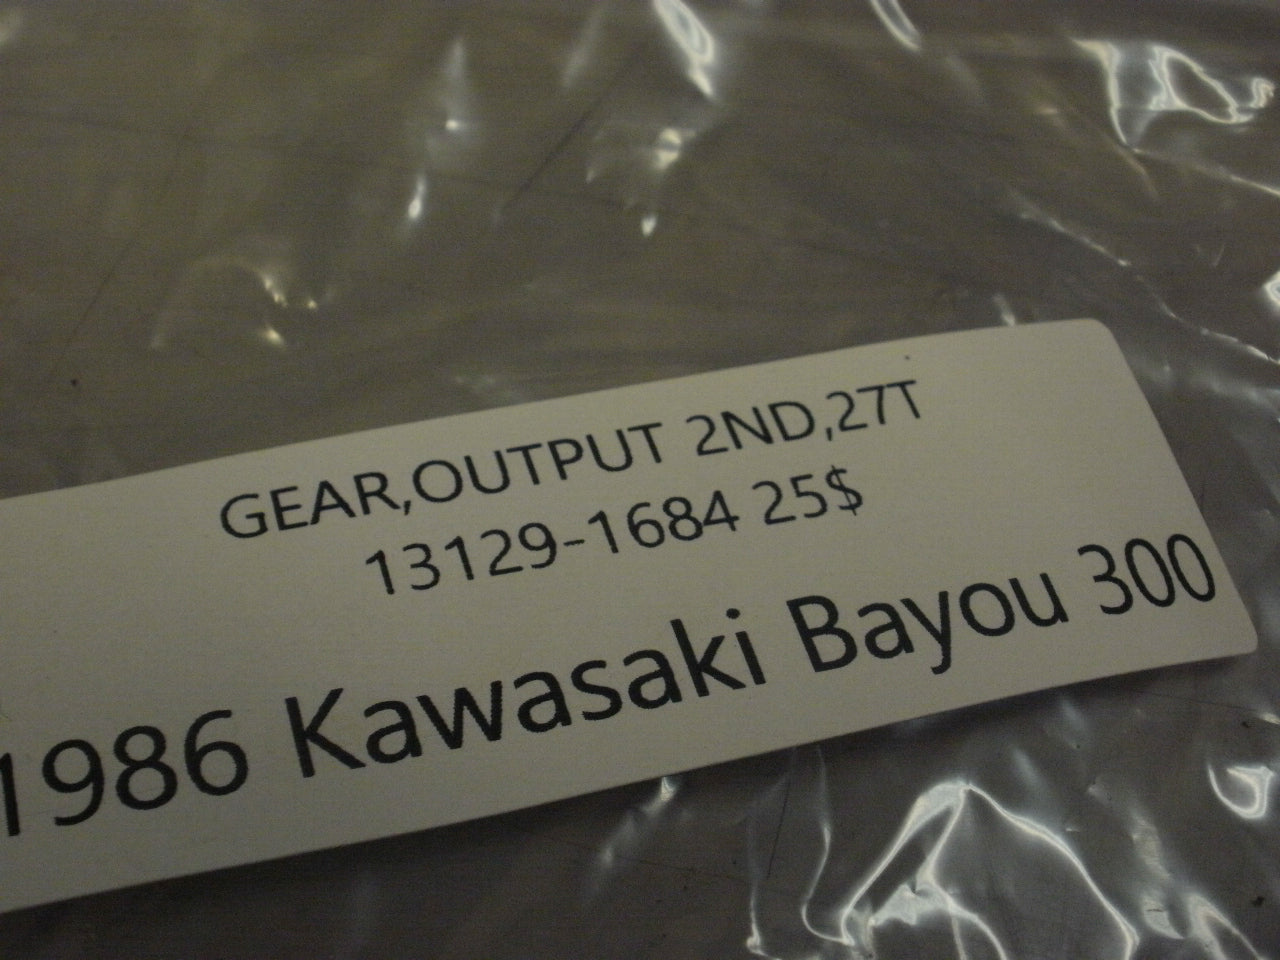 GEAR,OUTPUT 2ND,27T
13129-1684 25$
1986 Kawasaki Bayou 300